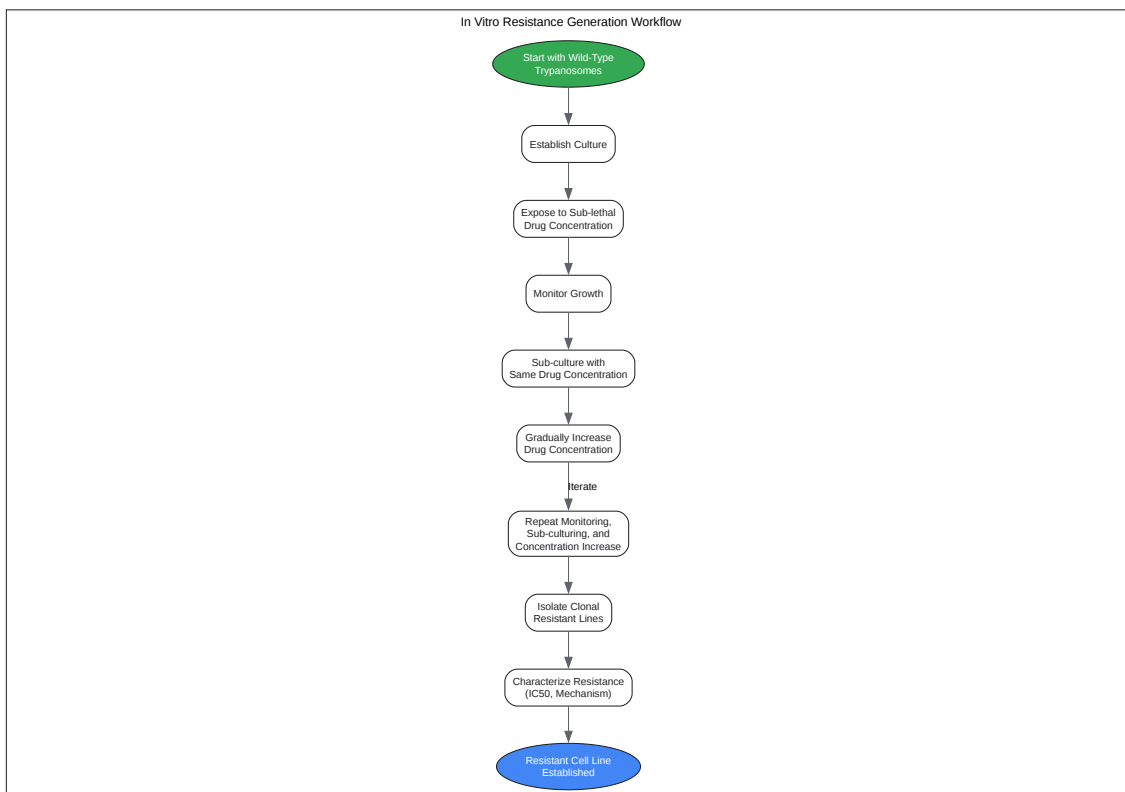 In Vitro Resistance Generation Workflow
Start with Wild-Type
Trypanosomes
Establish Culture
Expose to Sub-lethal
Drug Concentration
Monitor Growth
Sub-culture with
Same Drug Concentration
Gradually Increase
Drug Concentration
Iterate
Repeat Monitoring,
Sub-culturing, and
Concentration Increase
Isolate Clonal
Resistant Lines
Characterize Resistance
(IC50, Mechanism)
Resistant Cell Line
Established